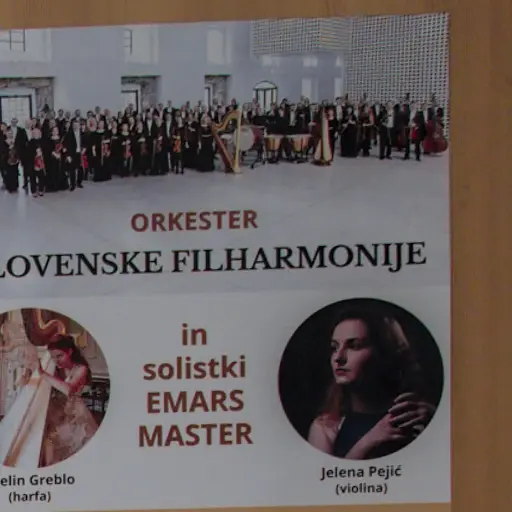 ORKESTER
LOVENSKE FILHARMONIJE
in
solistki
EMARS
MASTER
elin Greblo
(harfa)
Jelena Pejić
(violina)